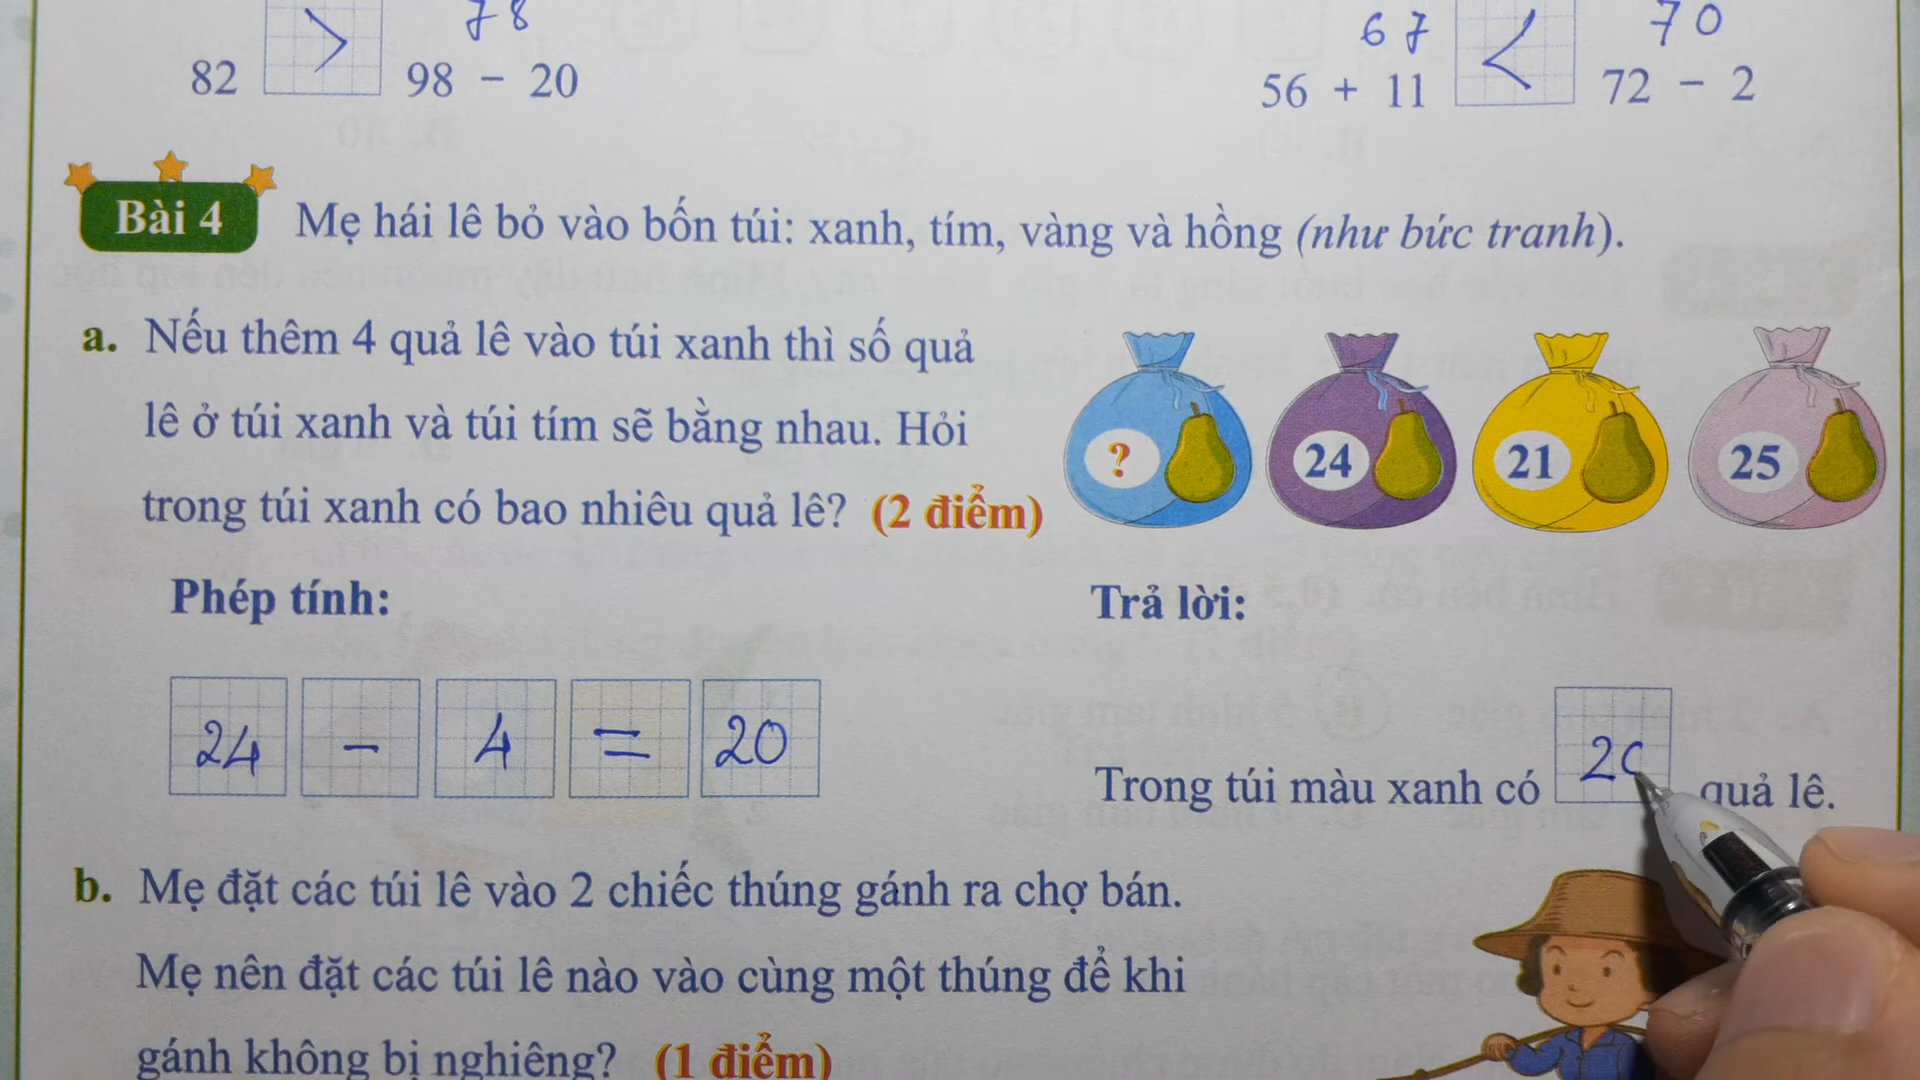 78 67 70
82 > 98 - 20 56 + 11 < 72 - 2
Bài 4 Mẹ hái lê bỏ vào bốn túi: xanh, tím, vàng và hồng (như bức tranh).
a. Nếu thêm 4 quả lê vào túi xanh thì số quả
lê ở túi xanh và túi tím sẽ bằng nhau. Hỏi
trong túi xanh có bao nhiêu quả lê? (2 điểm)
? 24 21 25
Phép tính: Trả lời:
24 - 4 = 20
Trong túi màu xanh có 20 quả lê.
b. Mẹ đặt các túi lê vào 2 chiếc thúng gánh ra chợ bán.
Mẹ nên đặt các túi lê nào vào cùng một thúng để khi
gánh không bị nghiêng? (1 điểm)